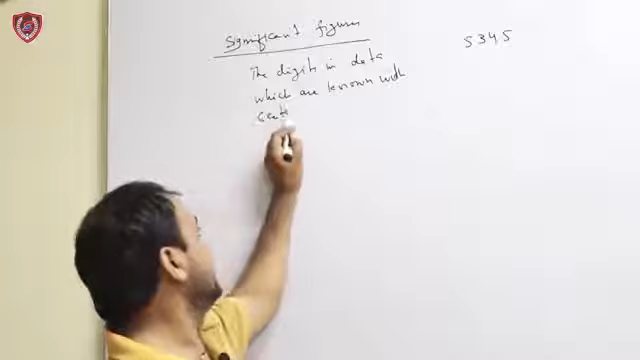 Significant figures
5345
The digits in data
which are known with